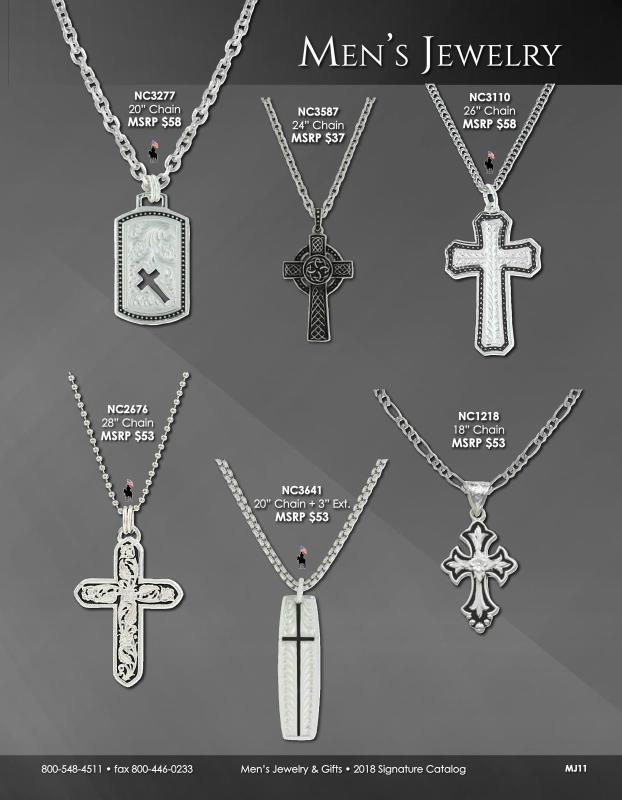 Men's Jewelry
NC3277
20" Chain
MSRP $58
NC3587
24" Chain
MSRP $37
NC3110
26" Chain
MSRP $58
NC2676
28" Chain
MSRP $53
NC3641
20" Chain + 3" Ext.
MSRP $53
NC1218
18" Chain
MSRP $53
800-548-4511 • fax 800-446-0233 Men's Jewelry & Gifts • 2018 Signature Catalog MJ11